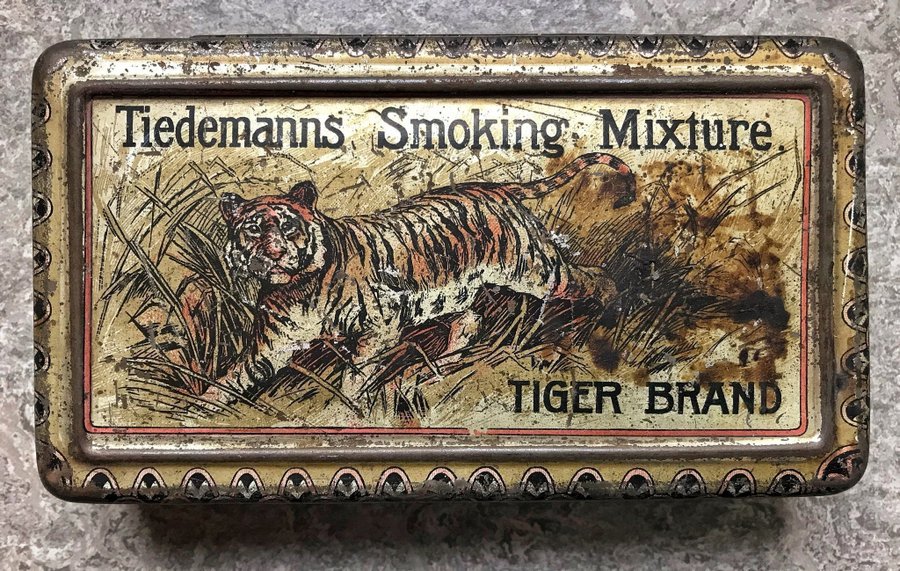 Tiedemanns Smoking Mixture.
TIGER BRAND